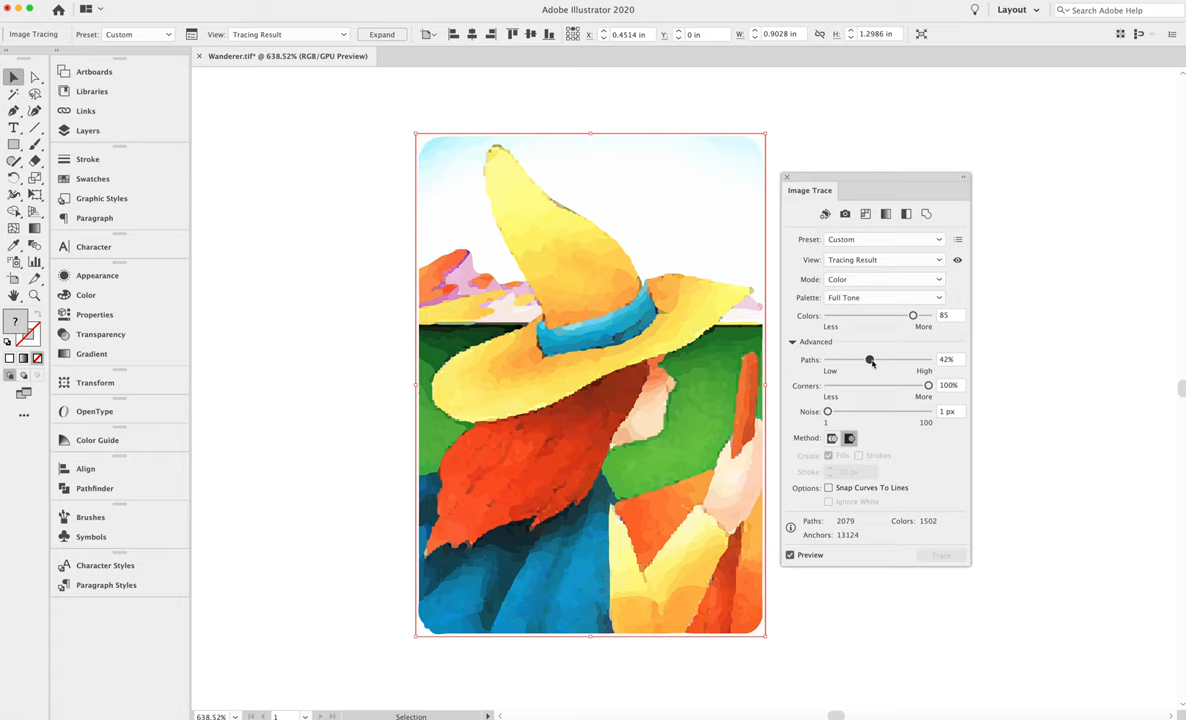 Adobe Illustrator 2020
Layout
Search Adobe Help
Image Tracing
Preset: Custom
View: Tracing Result
Expand
X: 0.4514 in
Y: 0 in
W: 0.9028 in
H: 1.2986 in
Wanderer.tif* @ 638.52% (RGB/GPU Preview)
Artboards
Libraries
Links
Layers
Stroke
Swatches
Graphic Styles
Paragraph
Character
Appearance
Color
Properties
Transparency
Gradient
Transform
OpenType
Color Guide
Align
Pathfinder
Brushes
Symbols
Character Styles
Paragraph Styles
?
Image Trace
Preset: Custom
View: Tracing Result
Mode: Color
Palette: Full Tone
Colors: 85
Less More
Advanced
Paths: 42%
Low High
Corners: 100%
Less More
Noise: 1 px
1 100
Method:
Create: Fills Strokes
Stroke:
Options: Snap Curves To Lines
Ignore White
Paths: 2079 Colors: 1502
Anchors: 13124
Preview Trace
638.52% 1 Selection